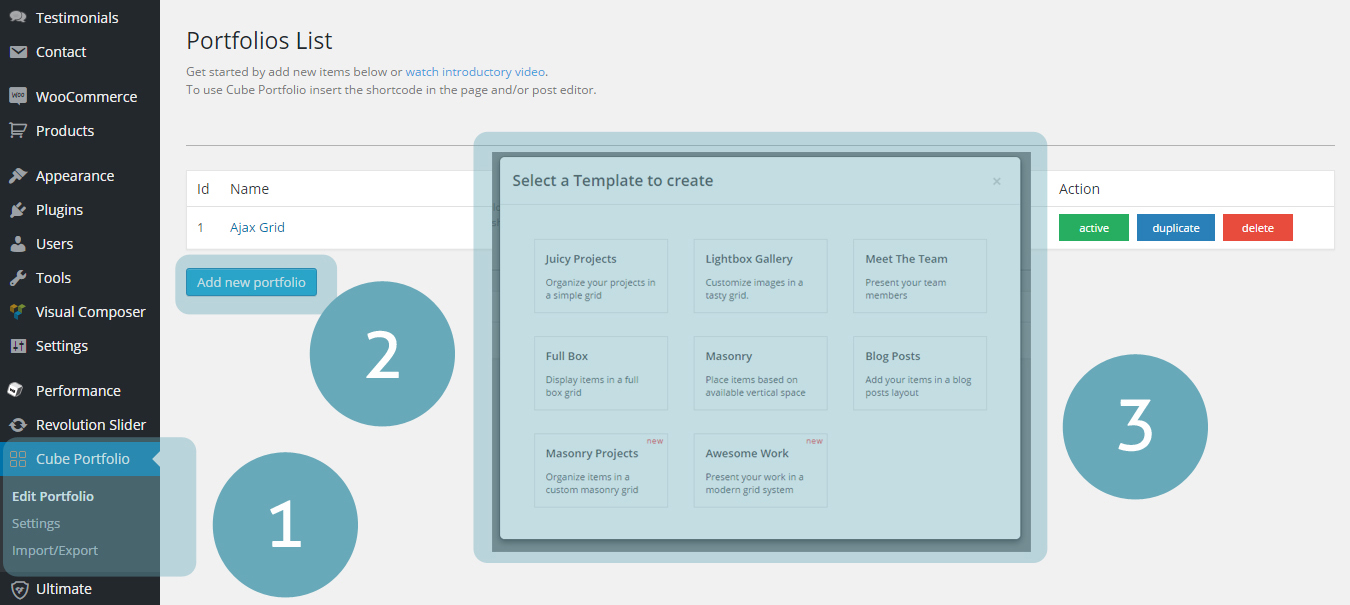 Testimonials
Contact
WooCommerce
Products
Appearance
Plugins
Users
Tools
Visual Composer
Settings
Performance
Revolution Slider
Cube Portfolio
Edit Portfolio
Settings
Import/Export
Ultimate
Portfolios List
Get started by add new items below or watch introductory video.
To use Cube Portfolio insert the shortcode in the page and/or post editor.
Id Name Action
1 Ajax Grid active duplicate delete
Add new portfolio
1
2
3
Select a Template to create ×
Juicy Projects
Organize your projects in
a simple grid
Lightbox Gallery
Customize images in a
tasty grid.
Meet The Team
Present your team
members
Full Box
Display items in a full
box grid
Masonry
Place items based on
available vertical space
Blog Posts
Add your items in a blog
posts layout
new
Masonry Projects
Organize items in a
custom masonry grid
new
Awesome Work
Present your work in a
modern grid system